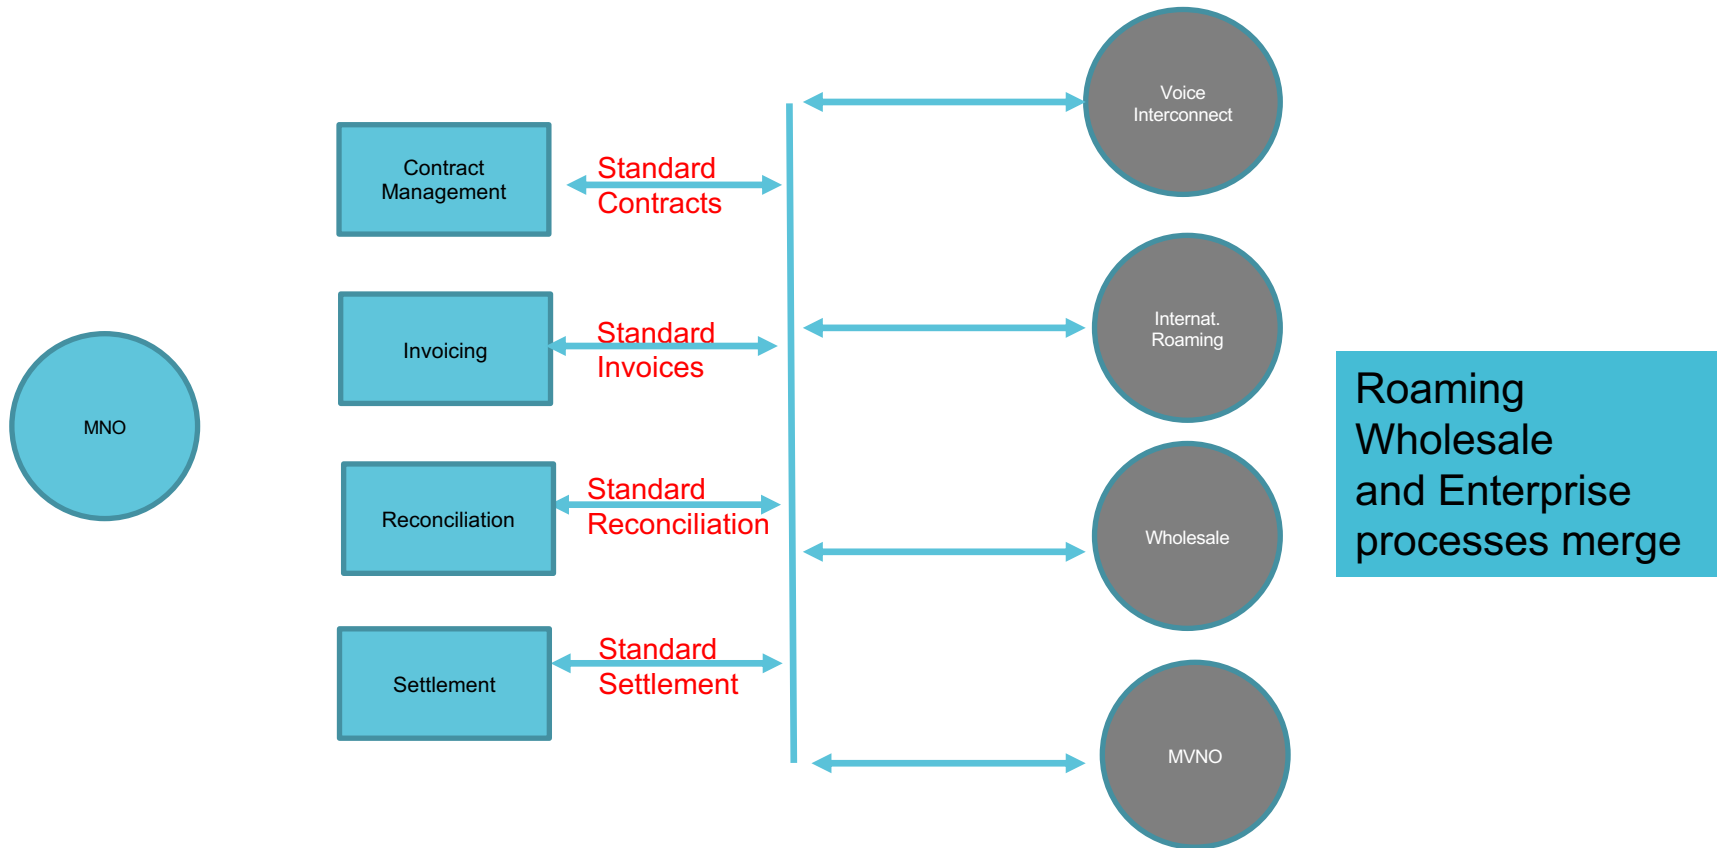 MNO
Contract
Management
Invoicing
Reconciliation
Settlement
Standard
Contracts
Standard
Invoices
Standard
Reconciliation
Standard
Settlement
Voice
Interconnect
Internat.
Roaming
Wholesale
MVNO
Roaming
Wholesale
and Enterprise
processes merge